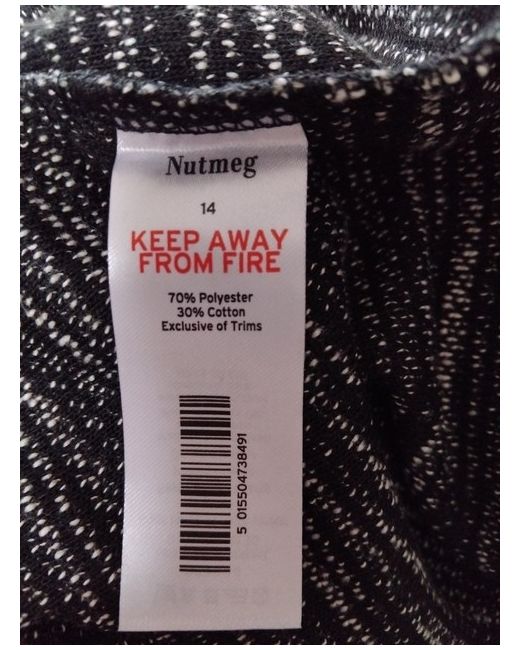 Nutmeg
14
KEEP AWAY
FROM FIRE
70% Polyester
30% Cotton
Exclusive of Trims
5 015504738491